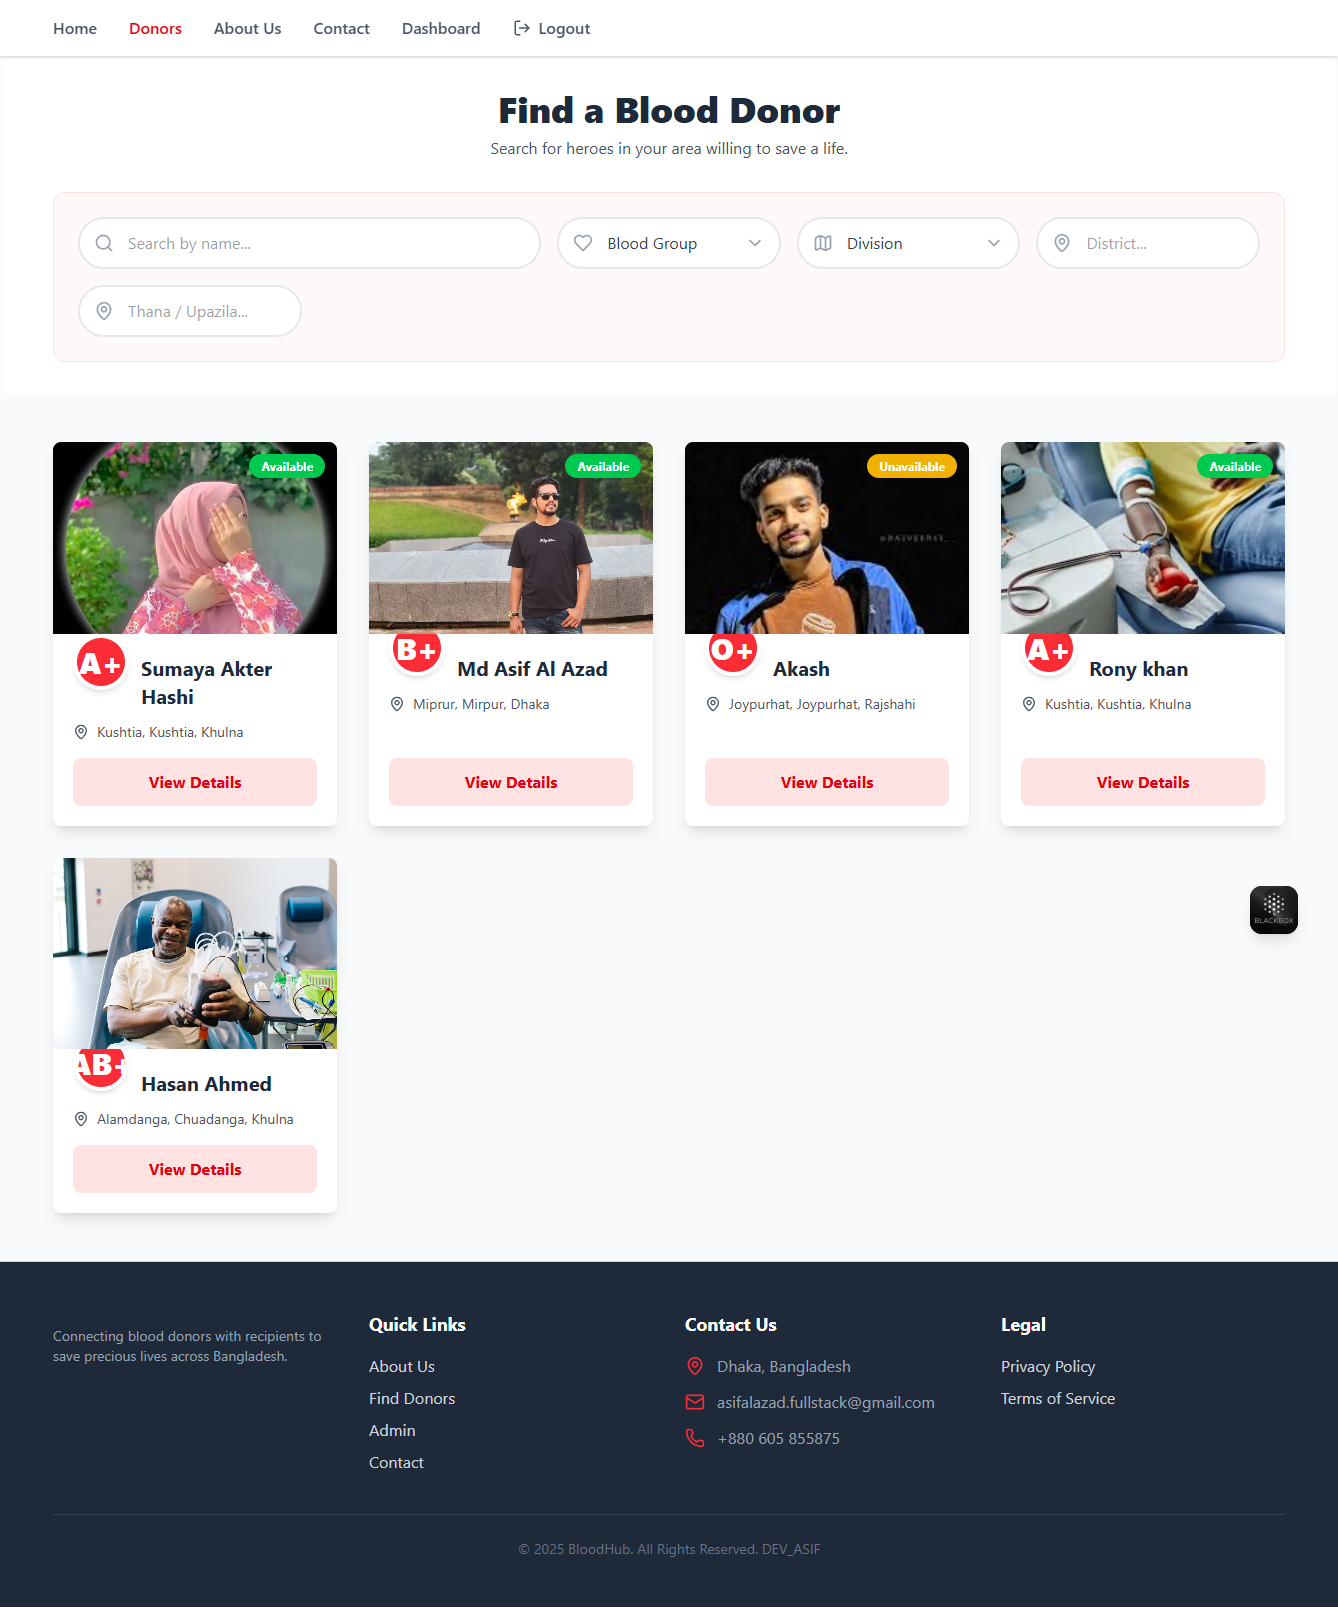 Home Donors About Us Contact Dashboard Logout
Find a Blood Donor
Search for heroes in your area willing to save a life.
Search by name... Blood Group Division District...
Thana / Upazila...
Available Available Unavailable Available
A+ B+ O+ A+
Sumaya Akter Hashi
Md Asif Al Azad
Akash
Rony khan
Kushtia, Kushtia, Khulna
Miprur, Mirpur, Dhaka
Joypurhat, Joypurhat, Rajshahi
Kushtia, Kushtia, Khulna
View Details View Details View Details View Details
AB+
Hasan Ahmed
Alamdanga, Chuadanga, Khulna
View Details
BLACKBOX
Connecting blood donors with recipients to
save precious lives across Bangladesh.
Quick Links
About Us
Find Donors
Admin
Contact
Contact Us
Dhaka, Bangladesh
asifalazad.fullstack@gmail.com
+880 605 855875
Legal
Privacy Policy
Terms of Service
© 2025 BloodHub. All Rights Reserved. DEV_ASIF